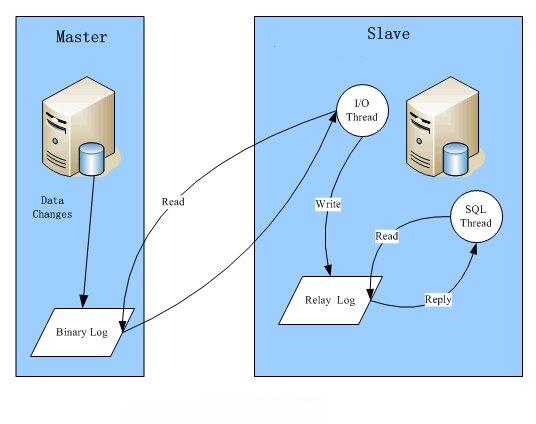 Master
Slave
I/O
Thread
Data
Changes
Read
Write
SQL
Thread
Read
Relay Log
Reply
Binary Log